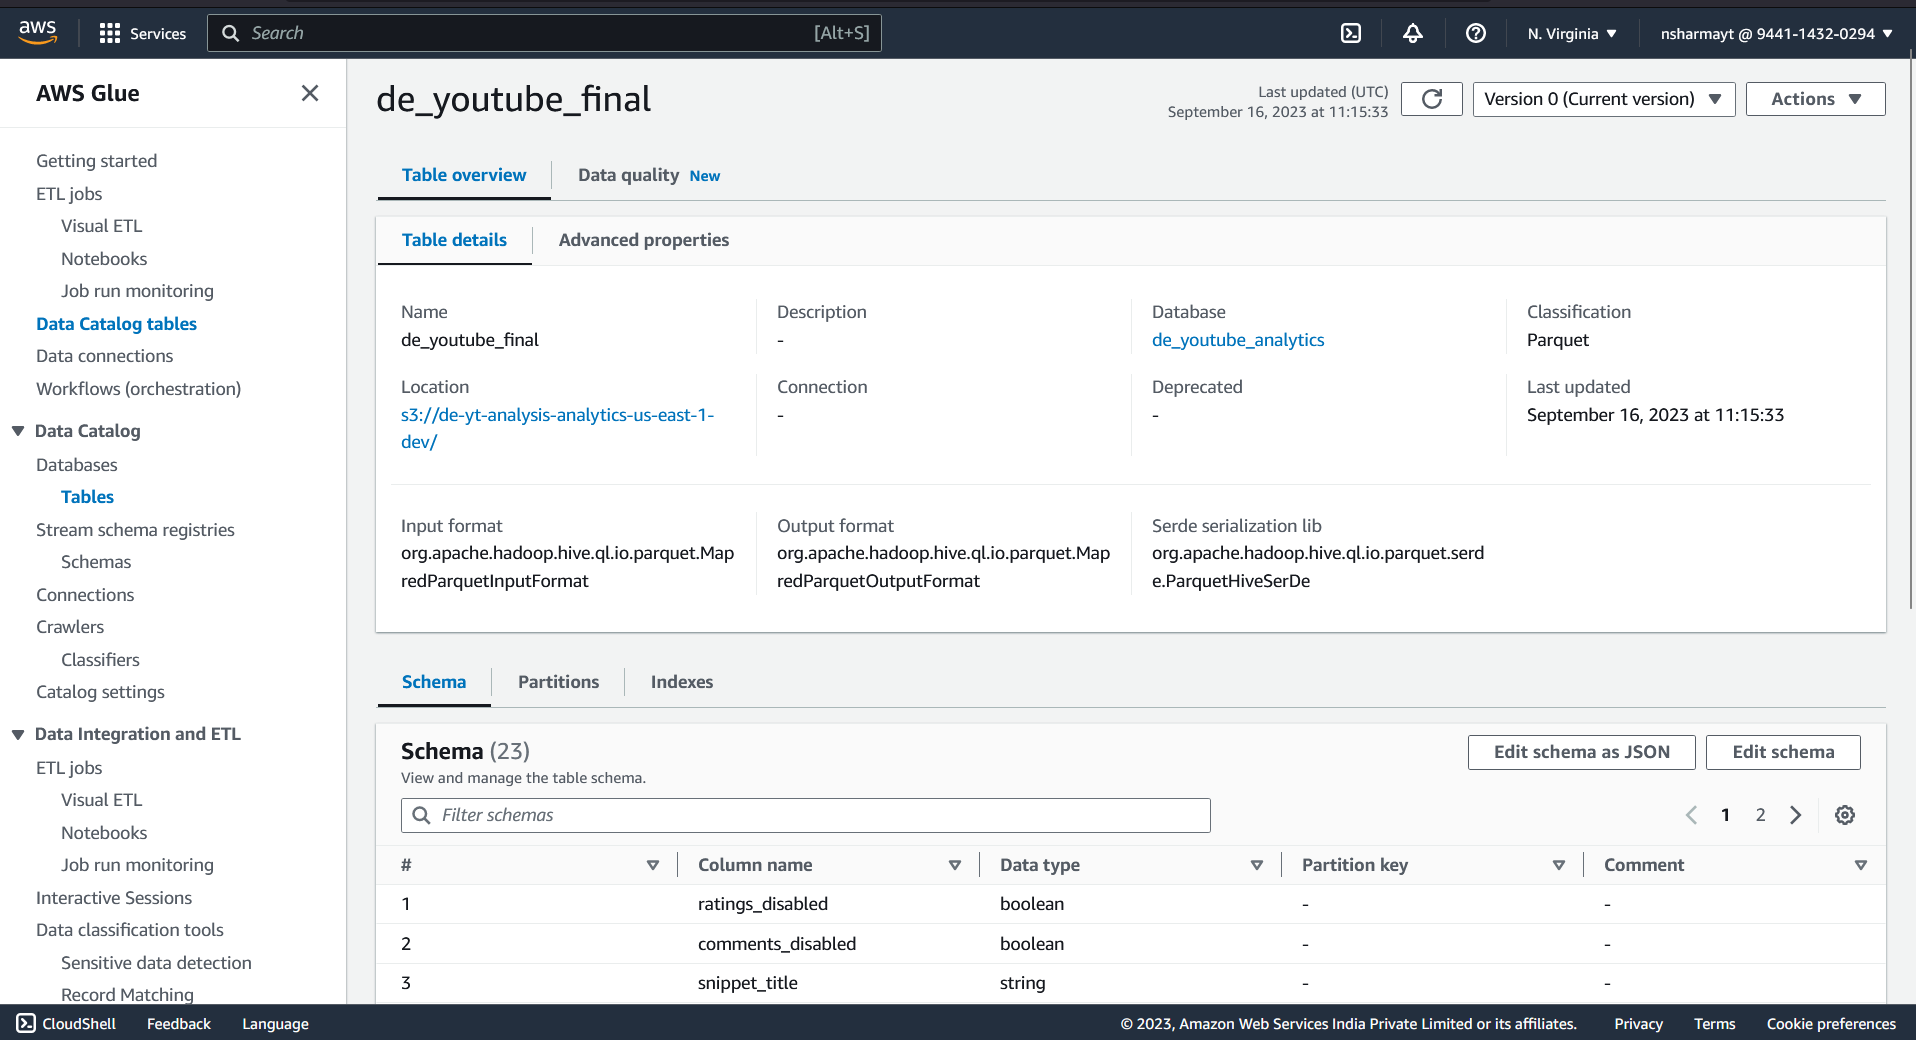 aws Services Search [Alt+S] N. Virginia ▼ nsharmayt @ 9441-1432-0294 ▼
AWS Glue
Getting started
ETL jobs
Visual ETL
Notebooks
Job run monitoring
Data Catalog tables
Data connections
Workflows (orchestration)
▼ Data Catalog
Databases
Tables
Stream schema registries
Schemas
Connections
Crawlers
Classifiers
Catalog settings
▼ Data Integration and ETL
ETL jobs
Visual ETL
Notebooks
Job run monitoring
Interactive Sessions
Data classification tools
Sensitive data detection
Record Matching
de_youtube_final
Last updated (UTC)
September 16, 2023 at 11:15:33
Version 0 (Current version) ▼ Actions ▼
Table overview Data quality New
Table details Advanced properties
Name
de_youtube_final
Description
-
Database
de_youtube_analytics
Classification
Parquet
Location
s3://de-yt-analysis-analytics-us-east-1-
dev/
Connection
-
Deprecated
-
Last updated
September 16, 2023 at 11:15:33
Input format
org.apache.hadoop.hive.ql.io.parquet.Map
redParquetInputFormat
Output format
org.apache.hadoop.hive.ql.io.parquet.Map
redParquetOutputFormat
Serde serialization lib
org.apache.hadoop.hive.ql.io.parquet.serd
e.ParquetHiveSerDe
Schema Partitions Indexes
Schema (23)
View and manage the table schema.
Edit schema as JSON Edit schema
Filter schemas
1 2
# Column name Data type Partition key Comment
1 ratings_disabled boolean - -
2 comments_disabled boolean - -
3 snippet_title string - -
CloudShell Feedback Language © 2023, Amazon Web Services India Private Limited or its affiliates. Privacy Terms Cookie preferences